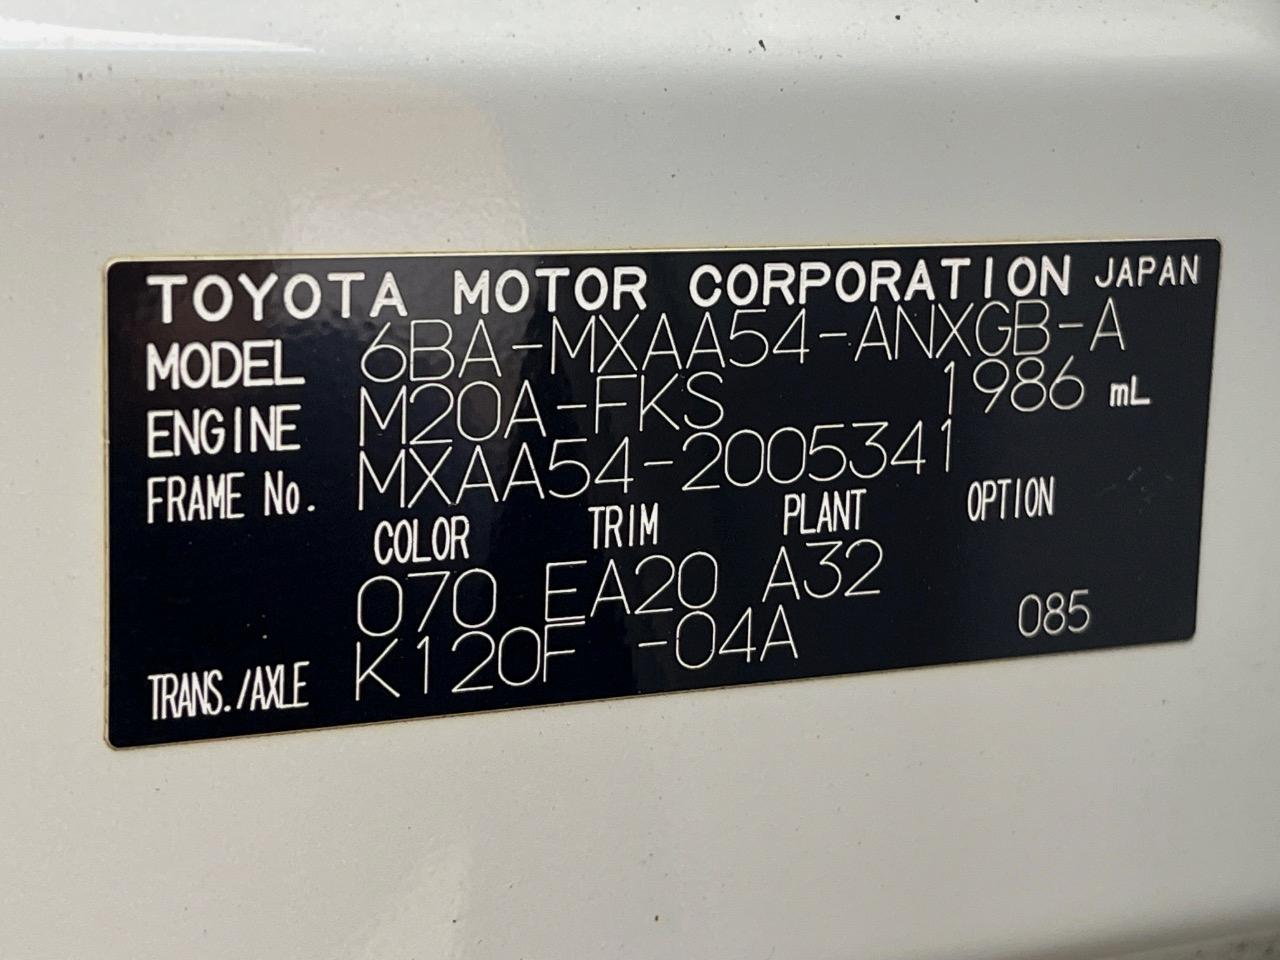 TOYOTA MOTOR CORPORATION JAPAN
MODEL 6BA-MXAA54-ANXGB-A
ENGINE M20A-FKS 1986 mL
FRAME No. MXAA54-2005341
COLOR TRIM PLANT OPTION
070 EA20 A32
TRANS./AXLE K120F -04A 085